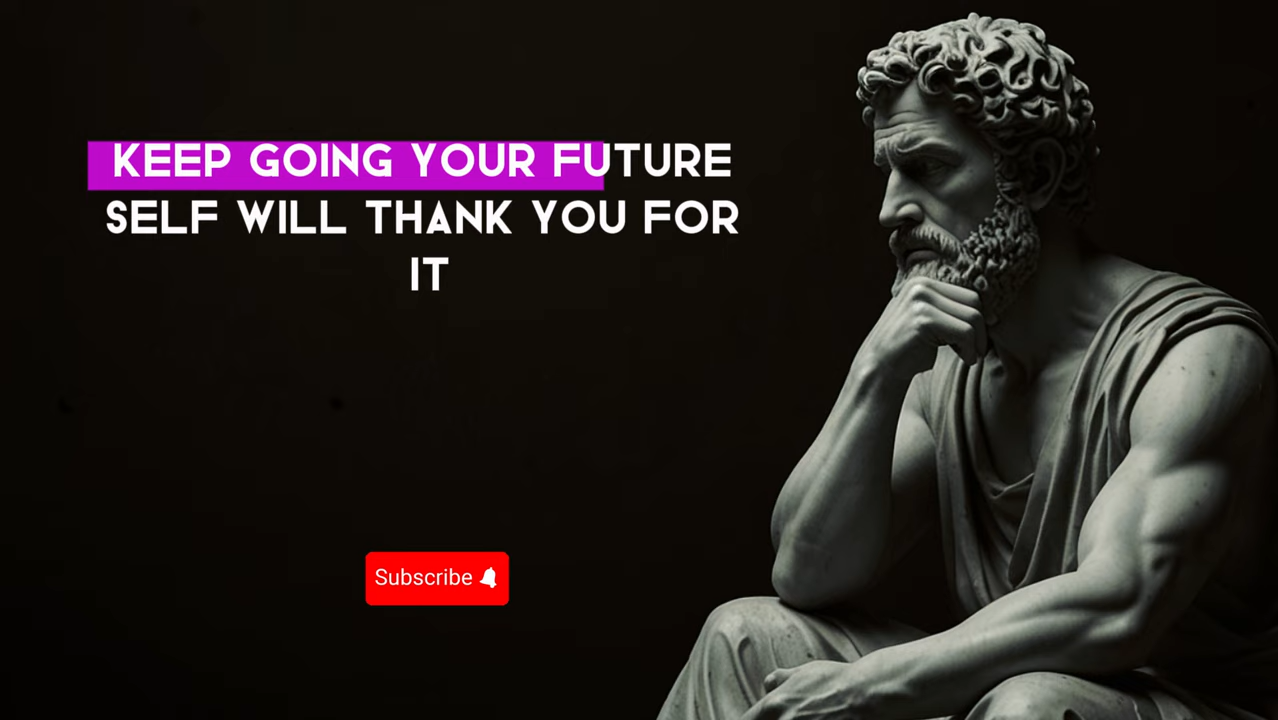 KEEP GOING YOUR FUTURE
SELF WILL THANK YOU FOR
IT
Subscribe